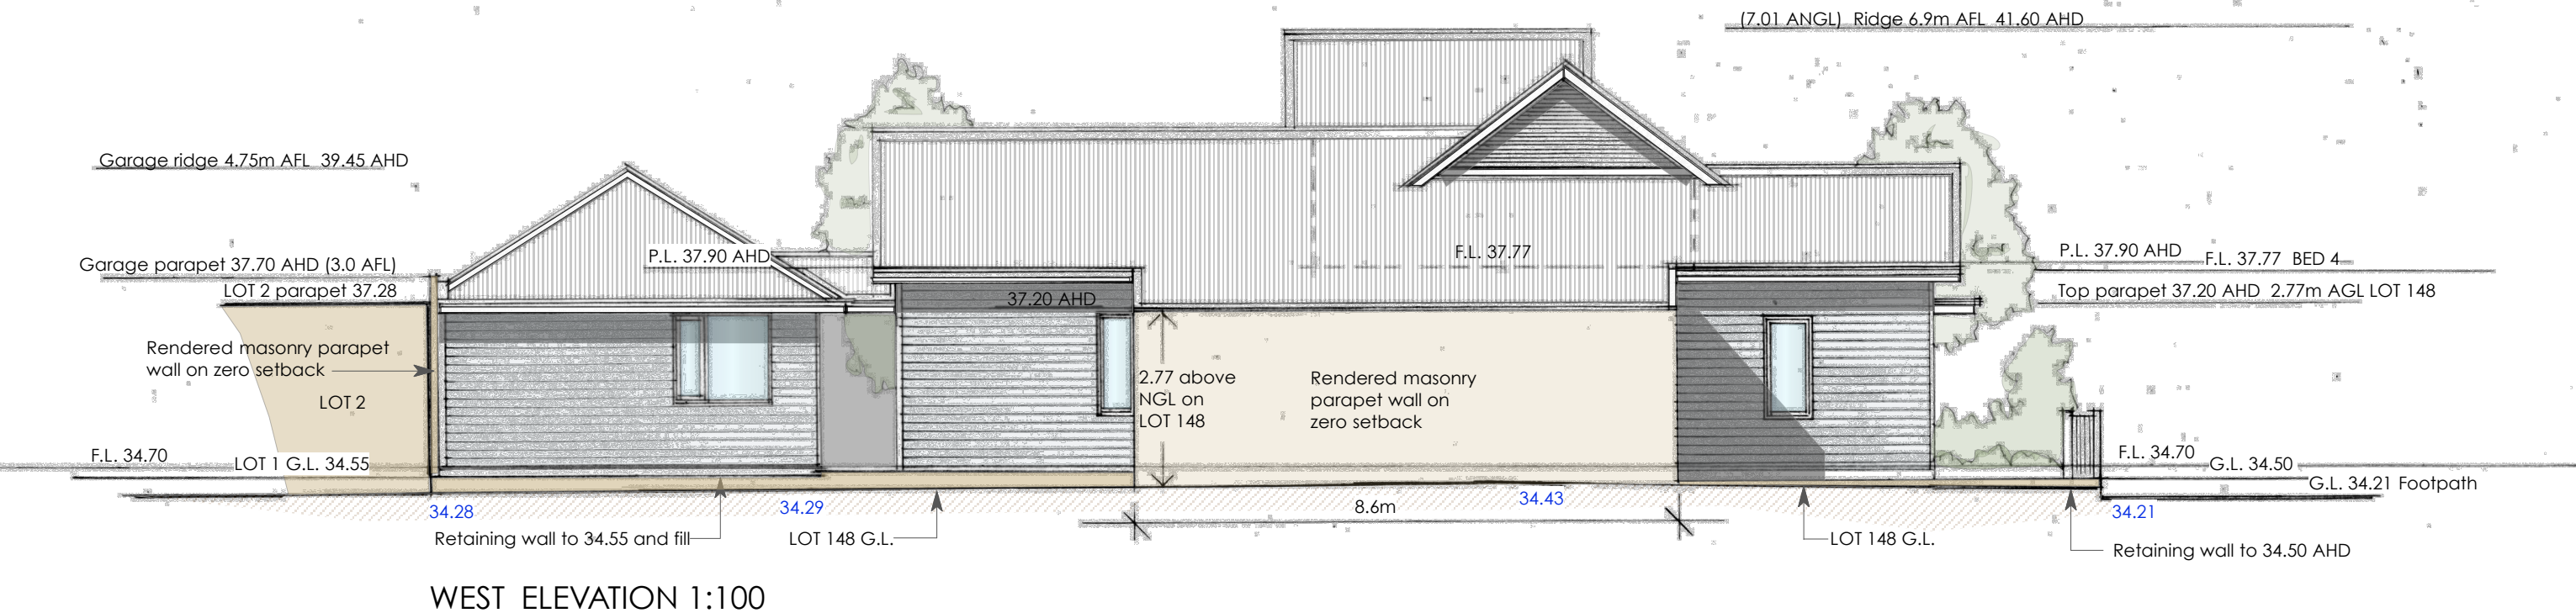 (7.01 ANGL)  Ridge 6.9m AFL  41.60 AHD
Garage ridge 4.75m AFL  39.45 AHD
P.L. 37.90 AHD
F.L. 37.77
P.L. 37.90 AHD
F.L. 37.77  BED 4
Garage parapet 37.70 AHD (3.0 AFL)
LOT 2 parapet 37.28
37.20 AHD
Top parapet 37.20 AHD  2.77m AGL LOT 148
Rendered masonry parapet
wall on zero setback
LOT 2
2.77 above
NGL on
LOT 148
Rendered masonry
parapet wall on
zero setback
F.L. 34.70
LOT 1 G.L. 34.55
F.L. 34.70
G.L. 34.50
G.L. 34.21 Footpath
34.28
34.29
8.6m
34.43
34.21
Retaining wall to 34.55 and fill
LOT 148 G.L.
LOT 148 G.L.
Retaining wall to 34.50 AHD
WEST  ELEVATION 1:100